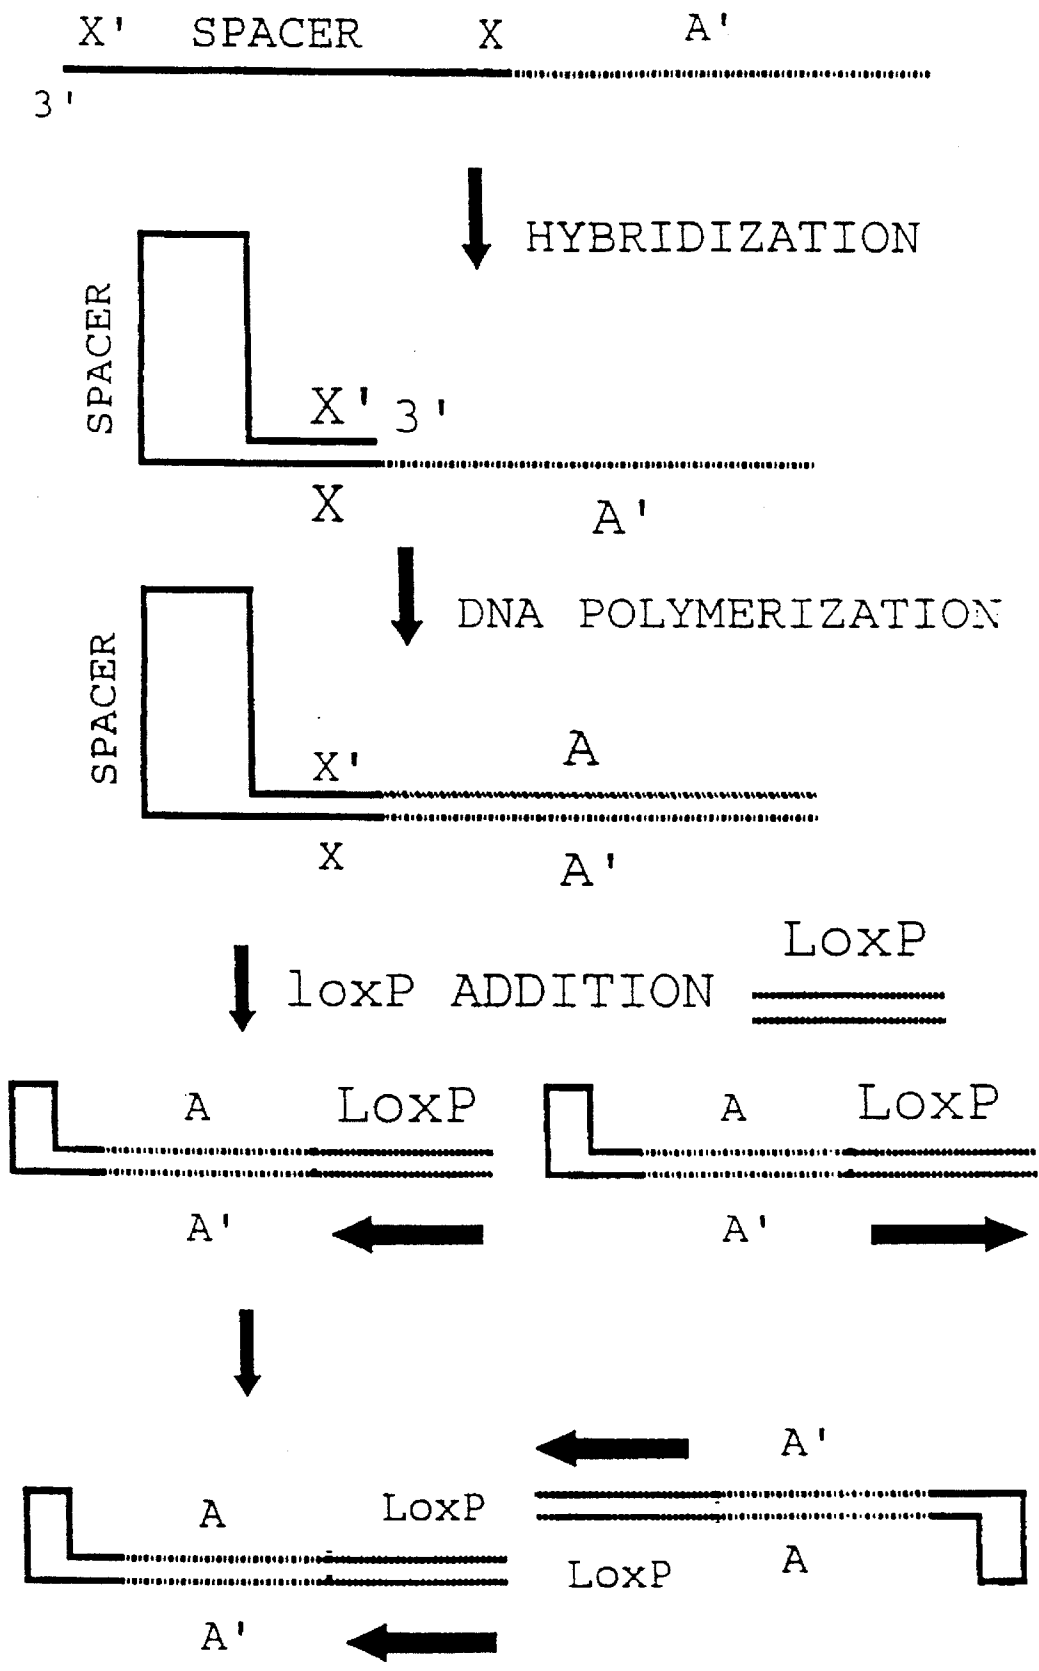 X' SPACER X A'
3'
HYBRIDIZATION
SPACER
X' 3'
X A'
DNA POLYMERIZATION
SPACER
X' A
X A'
LoxP
loxP ADDITION
A LoxP A LoxP
A' A'
A'
A LoxP
LoxP A
A'